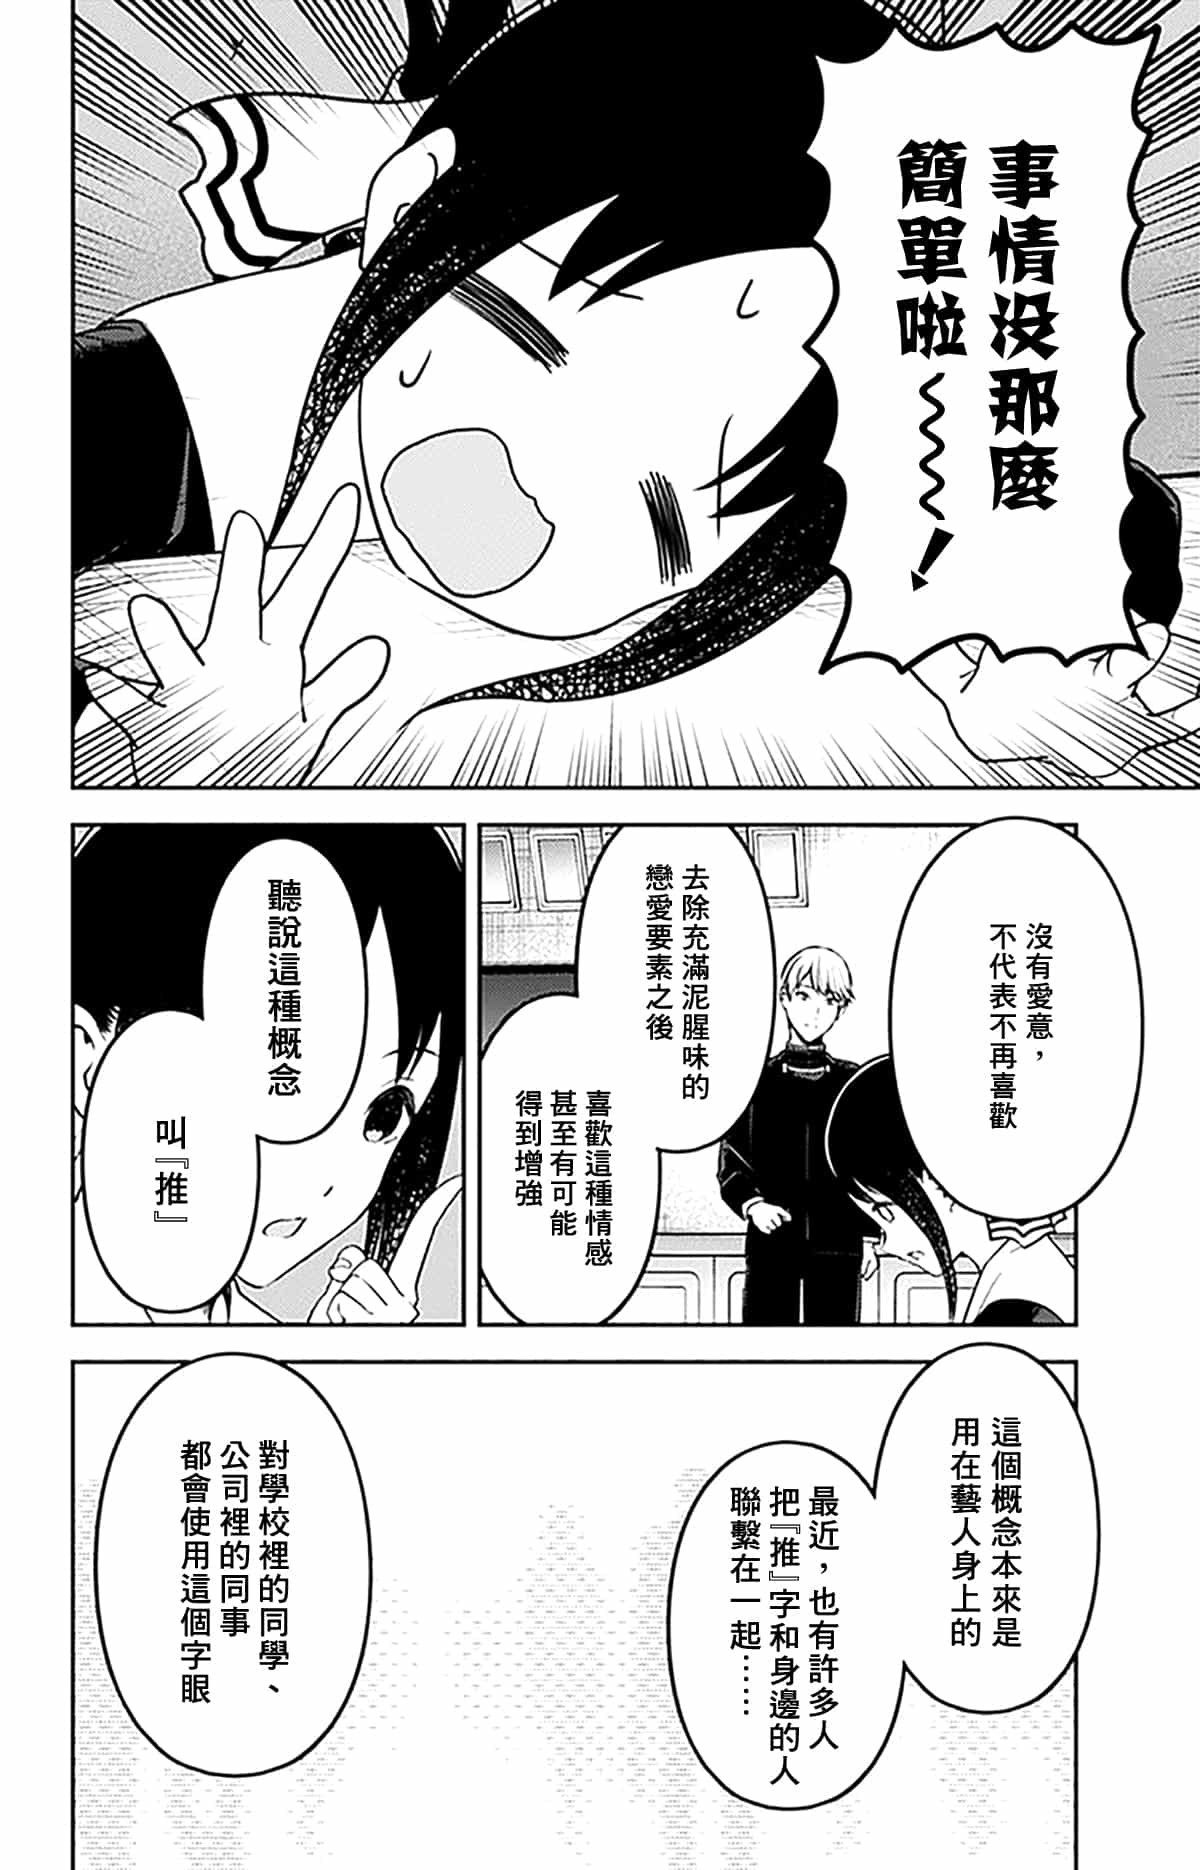 事情没那麼
簡單啦~~~!
沒有愛意，
不代表不再喜歡
去除充滿泥腥味的
戀愛要素之後
喜歡這種情感
甚至有可能
得到增強
聽說這種概念
叫『推』
這個概念本來是
用在藝人身上的
最近，也有許多人
把『推』字和身邊的人
聯繫在一起……
對學校裡的同學、
公司裡的同事
都會使用這個字眼